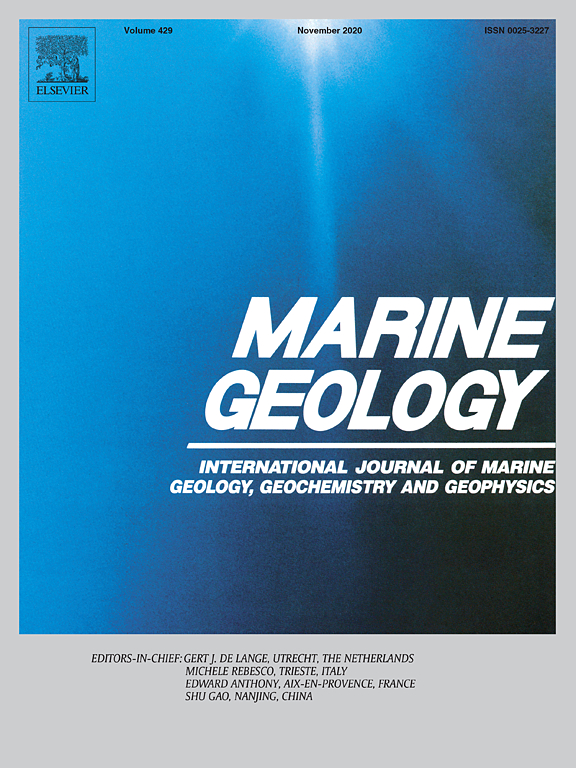 Volume 429
November 2020
ISSN 0025-3227
ELSEVIER
MARINE
GEOLOGY
INTERNATIONAL JOURNAL OF MARINE
GEOLOGY, GEOCHEMISTRY AND GEOPHYSICS
EDITORS-IN-CHIEF: GERT J. DE LANGE, UTRECHT, THE NETHERLANDS
MICHELE REBESCO, TRIESTE, ITALY
EDWARD ANTHONY, AIX-EN-PROVENCE, FRANCE
SHU GAO, NANJING, CHINA